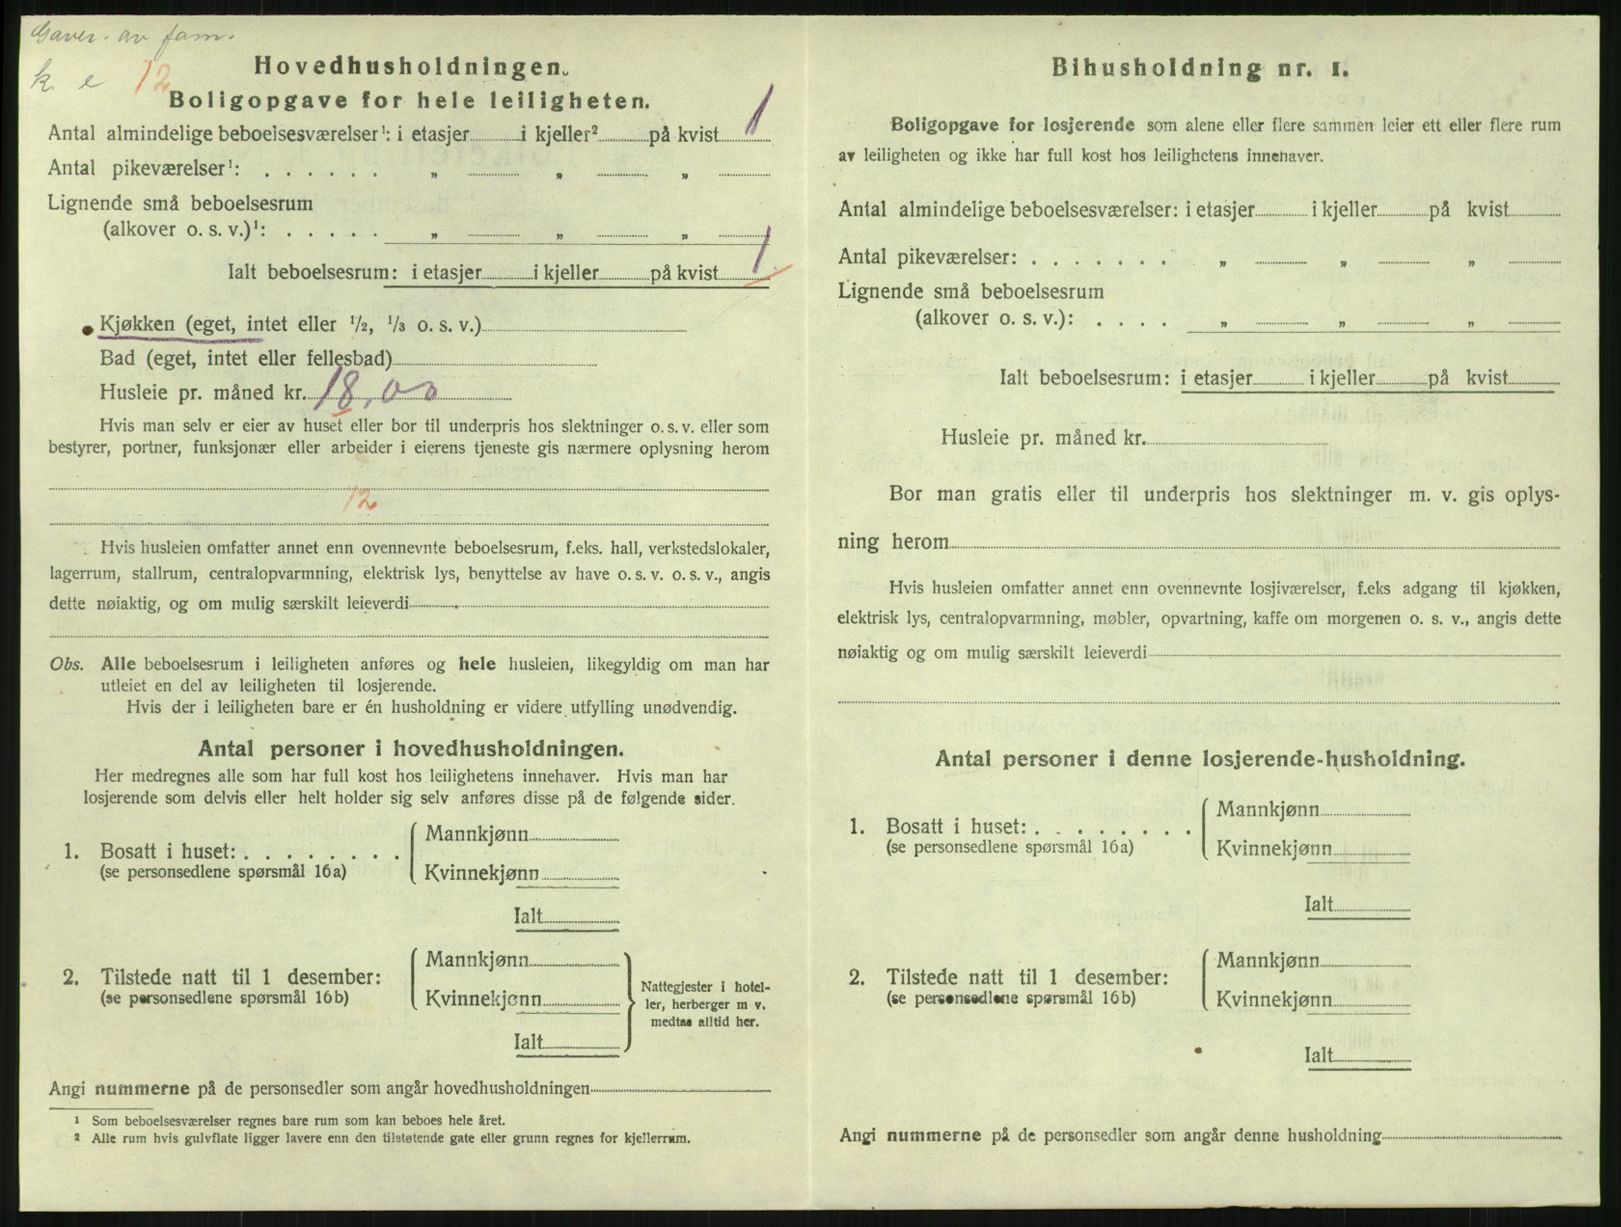 Gaver. av fam.
k e 12
Hovedhusholdningen.
Boligopgave for hele leiligheten.
Antal almindelige beboelsesværelser¹: i etasjer i kjeller² på kvist 1
Antal pikeværelser¹: . . . . . . „ „ „
Lignende små beboelsesrum
(alkover o. s. v.)¹: . . . . . „ „ „
Ialt beboelsesrum: i etasjer i kjeller på kvist 1
Kjøkken (eget, intet eller ½, ⅓ o. s. v.)
Bad (eget, intet eller fellesbad)
Husleie pr. måned kr. 18,00
Hvis man selv er eier av huset eller bor til underpris hos slektninger o. s. v. eller som
bestyrer, portner, funksjonær eller arbeider i eierens tjeneste gis nærmere oplysning herom
12
Hvis husleien omfatter annet enn ovennevnte beboelsesrum, f.eks. hall, verkstedslokaler,
lagerrum, stallrum, centralopvarmning, elektrisk lys, benyttelse av have o. s. v. o. s. v., angis
dette nøiaktig, og om mulig særskilt leieverdi
Obs. Alle beboelsesrum i leiligheten anføres og hele husleien, likegyldig om man har
utleiet en del av leiligheten til losjerende.
Hvis der i leiligheten bare er én husholdning er videre utfylling unødvendig.
Antal personer i hovedhusholdningen.
Her medregnes alle som har full kost hos leilighetens innehaver. Hvis man har
losjerende som delvis eller helt holder sig selv anføres disse på de følgende sider.
1. Bosatt i huset: . . . . . . . .
(se personsedlene spørsmål 16a)
Mannkjønn
Kvinnekjønn
Ialt
2. Tilstede natt til 1 desember:
(se personsedlene spørsmål 16b)
Mannkjønn
Kvinnekjønn
Ialt
Nattegjester i hotel-
ler, herberger m v.
medtas alltid her.
Angi nummerne på de personsedler som angår hovedhusholdningen
¹ Som beboelsesværelser regnes bare rum som kan beboes hele året.
² Alle rum hvis gulvflate ligger lavere enn den tilstøtende gate eller grunn regnes for kjellerrum.
Bihusholdning nr. 1.
Boligopgave for losjerende som alene eller flere sammen leier ett eller flere rum
av leiligheten og ikke har full kost hos leilighetens innehaver.
Antal almindelige beboelsesværelser: i etasjer i kjeller på kvist
Antal pikeværelser: . . . . . . . „ „ „
Lignende små beboelsesrum
(alkover o. s. v.): . . . . „ „ „
Ialt beboelsesrum: i etasjer i kjeller på kvist
Husleie pr. måned kr.
Bor man gratis eller til underpris hos slektninger m. v. gis oplys-
ning herom
Hvis husleien omfatter annet enn ovennevnte losjiværelser, f.eks adgang til kjøkken,
elektrisk lys, centralopvarmning, møbler, opvartning, kaffe om morgenen o. s. v., angis dette
nøiaktig og om mulig særskilt leieverdi
Antal personer i denne losjerende-husholdning.
1. Bosatt i huset: . . . . . . . .
(se personsedlene spørsmål 16a)
Mannkjønn
Kvinnekjønn
Ialt
2. Tilstede natt til 1 desember:
(se personsedlene spørsmål 16b)
Mannkjønn
Kvinnekjønn
Ialt
Angi nummerne på de personsedler som angår denne husholdning